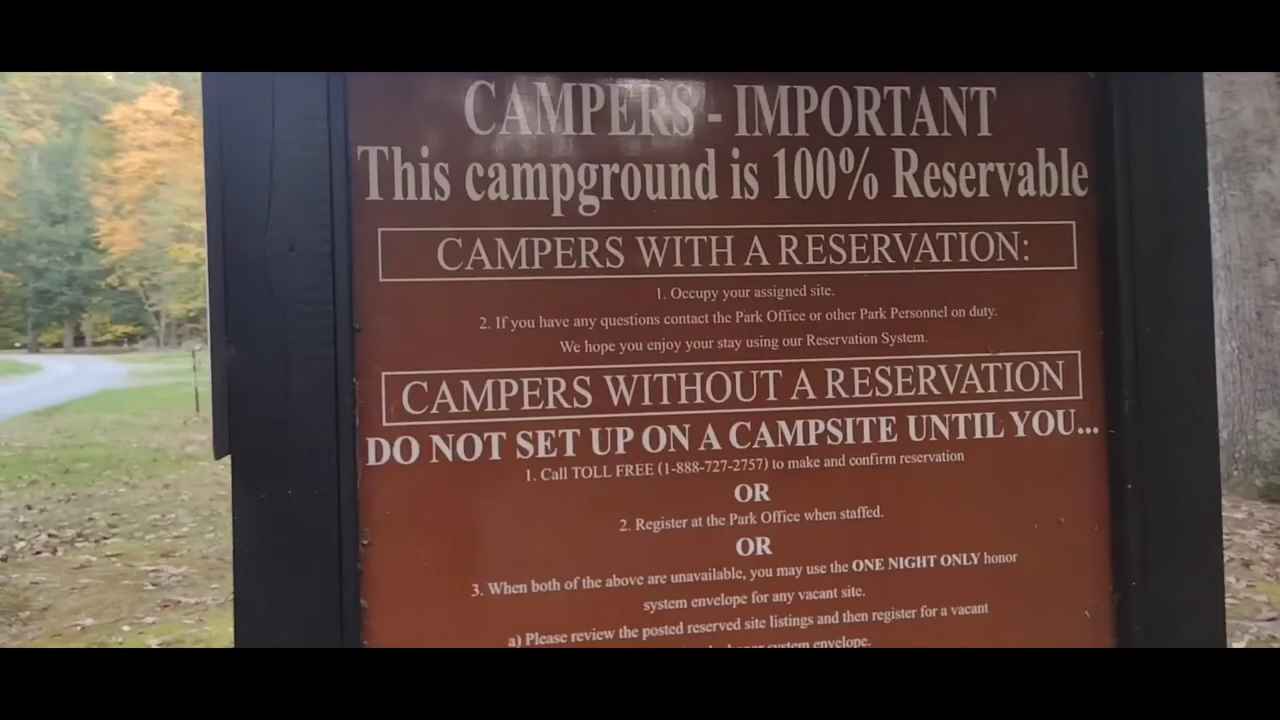 CAMPERS - IMPORTANT
This campground is 100% Reservable
CAMPERS WITH A RESERVATION:
1. Occupy your assigned site.
2. If you have any questions contact the Park Office or other Park Personnel on duty.
We hope you enjoy your stay using our Reservation System.
CAMPERS WITHOUT A RESERVATION
DO NOT SET UP ON A CAMPSITE UNTIL YOU...
1. Call TOLL FREE (1-888-727-2757) to make and confirm reservation
OR
2. Register at the Park Office when staffed.
OR
3. When both of the above are unavailable, you may use the ONE NIGHT ONLY honor
system envelope for any vacant site.
a) Please review the posted reserved site listings and then register for a vacant
honor system envelope.